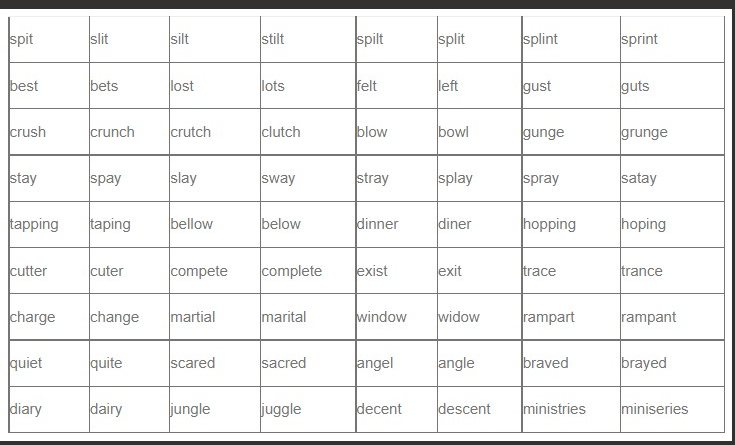 spit slit silt stilt spilt split splint sprint
best bets lost lots felt left gust guts
crush crunch crutch clutch blow bowl gunge grunge
stay spay slay sway stray splay spray satay
tapping taping bellow below dinner diner hopping hoping
cutter cuter compete complete exist exit trace trance
charge change martial marital window widow rampart rampant
quiet quite scared sacred angel angle braved brayed
diary dairy jungle juggle decent descent ministries miniseries